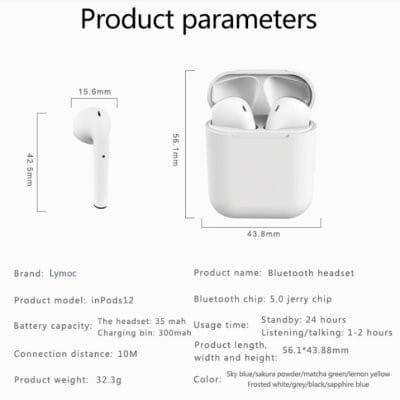 Product parameters
15.6mm
42.5mm
56.1mm
43.8mm
Brand: Lymoc
Product name: Bluetooth headset
Product model: inPods12
Bluetooth chip: 5.0 jerry chip
Battery capacity: The headset: 35 mah
Charging bin: 300mah
Usage time: Standby: 24 hours
Listening/talking: 1-2 hours
Connection distance: 10M
Product length,
width and height: 56.1*43.88mm
Product weight: 32.3g
Color: Sky blue/sakura powder/matcha green/lemon yellow
Frosted white/grey/black/sapphire blue